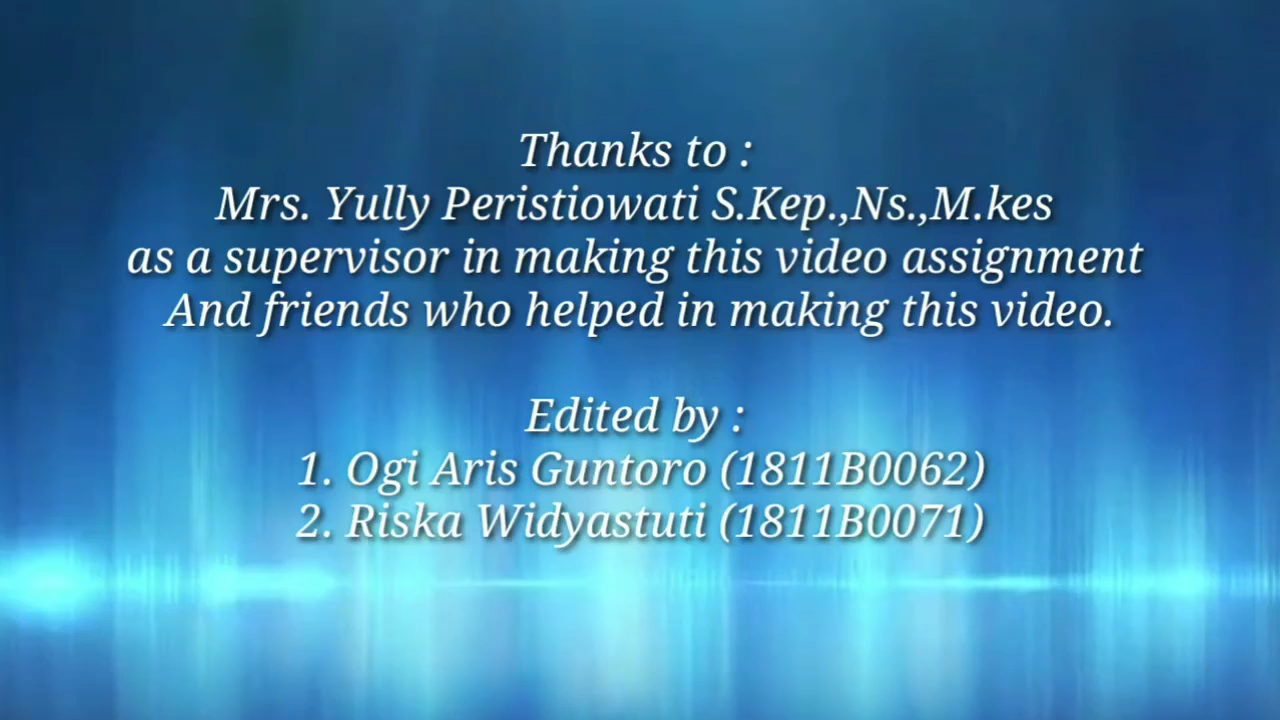 Thanks to :
Mrs. Yully Peristiowati S.Kep.,Ns.,M.kes
as a supervisor in making this video assignment
And friends who helped in making this video.
Edited by :
1. Ogi Aris Guntoro (1811B0062)
2. Riska Widyastuti (1811B0071)